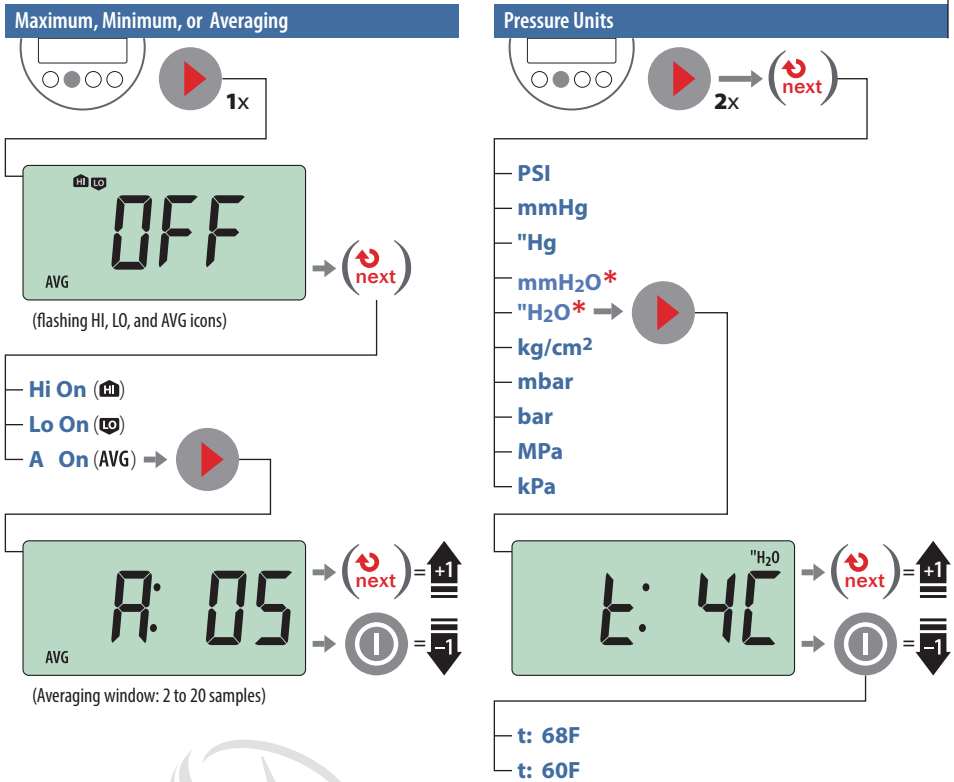 Maximum, Minimum, or Averaging
1x
HI LO
OFF
AVG
next
(flashing HI, LO, and AVG icons)
Hi On (HI)
Lo On (LO)
A On (AVG)
A: 05
AVG
next = +1
= -1
(Averaging window: 2 to 20 samples)
Pressure Units
2x
next
PSI
mmHg
"Hg
mmH2O*
"H2O*
kg/cm2
mbar
bar
MPa
kPa
"H2O
t: 4C
next = +1
= -1
t: 68F
t: 60F